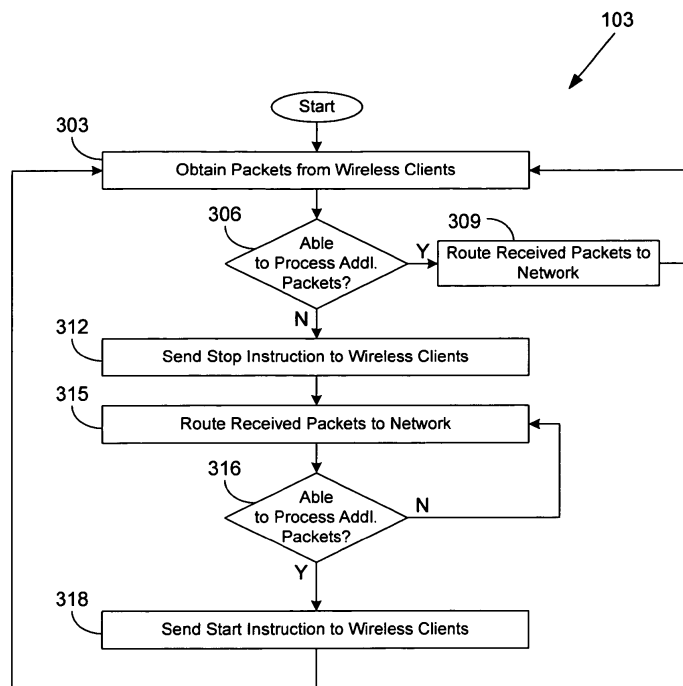 103
Start
303
Obtain Packets from Wireless Clients
306
Able
to Process Addl.
Packets?
Y
309
Route Received Packets to
Network
N
312
Send Stop Instruction to Wireless Clients
315
Route Received Packets to Network
316
Able
to Process Addl.
Packets?
N
Y
318
Send Start Instruction to Wireless Clients